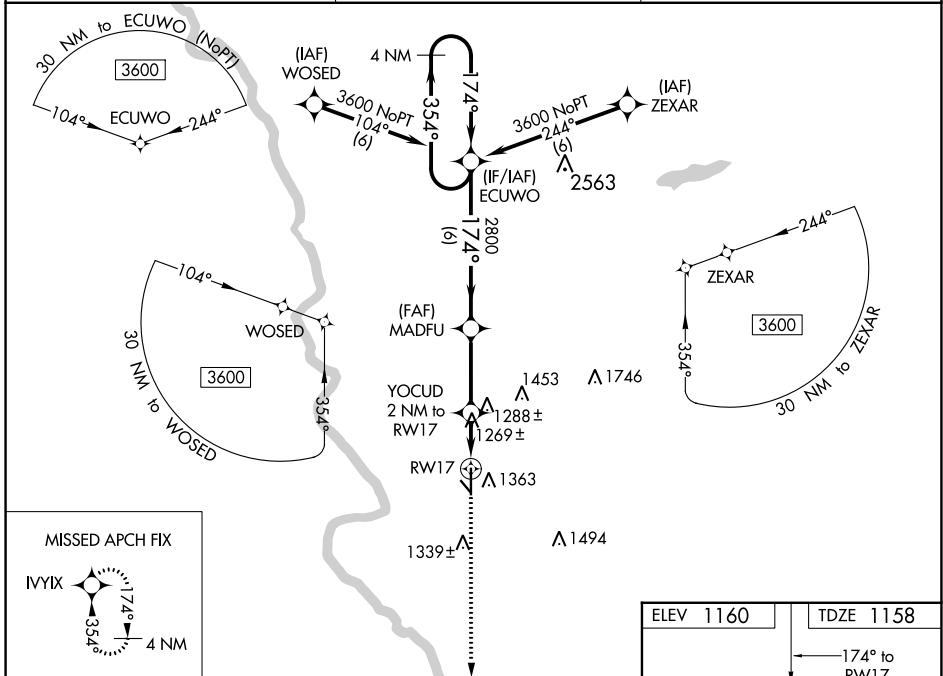 30 NM to ECUWO (NoPT)
3600
104°
244°
ECUWO
(IAF)
WOSED
4 NM
3600 NoPT
104°
(6)
354°
174°
(IAF)
ZEXAR
3600 NoPT
244°
(6)
2563
(IF/IAF)
ECUWO
2800
174°
(6)
104°
WOSED
3600
354°
30 NM to WOSED
244°
ZEXAR
3600
354°
30 NM to ZEXAR
(FAF)
MADFU
YOCUD
2 NM to
RW17
1453
1746
1288±
1269±
RW17
1363
1339±
1494
MISSED APCH FIX
IVYIX
174°
354°
4 NM
ELEV 1160
TDZE 1158
174° to
RW17